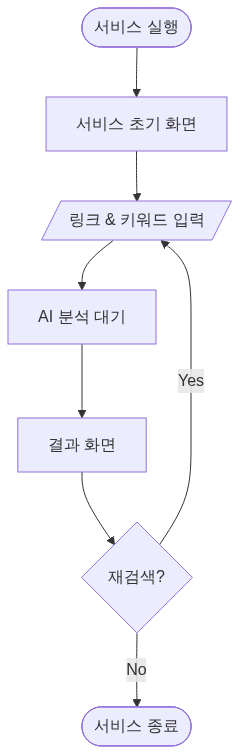 서비스 실행
서비스 초기 화면
링크 & 키워드 입력
AI 분석 대기
Yes
결과 화면
재검색?
No
서비스 종료